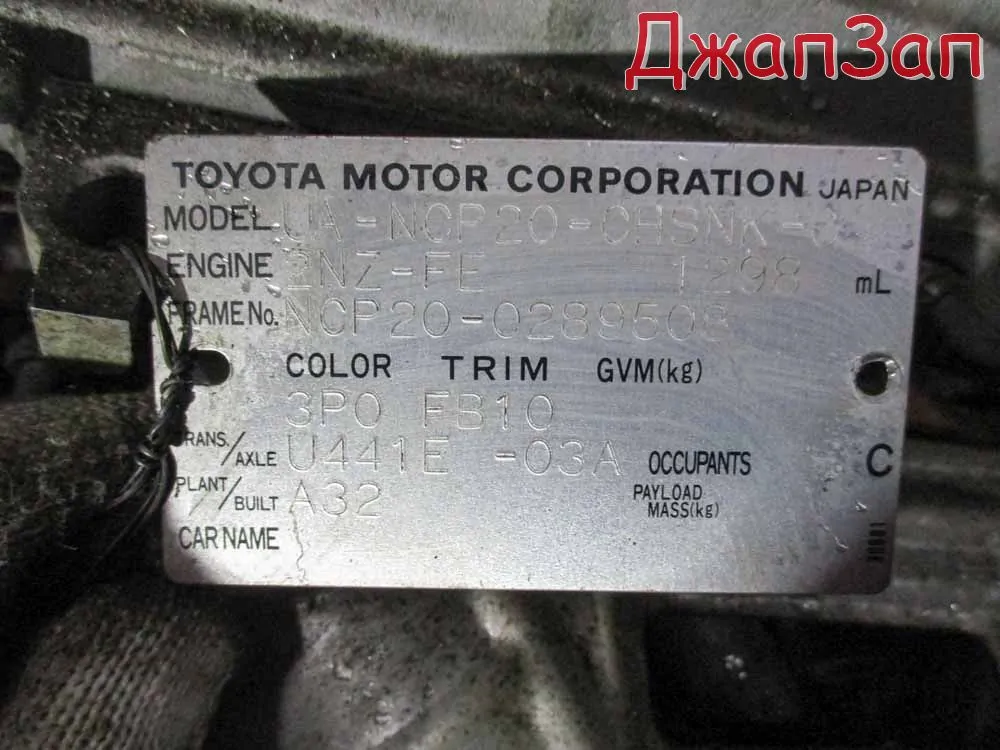 ДжапЗап
TOYOTA MOTOR CORPORATION JAPAN
MODEL UA-NCP20-CHSNK-
ENGINE 2NZ-FE 1298 mL
FRAME No. NCP20-0289508
COLOR TRIM GVM(kg)
3P0 FB10
TRANS./AXLE U441E -03A OCCUPANTS C
PLANT/BUILT A32 PAYLOAD MASS(kg)
CAR NAME